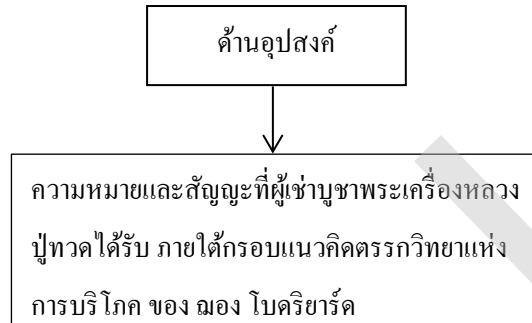 ด้านอุปสงค์
ความหมายและสัญญะที่ผู้เช่าบูชาพระเครื่องหลวง
ปู่ทวดได้รับ ภายใต้กรอบแนวคิดตรรกวิทยาแห่ง
การบริโภค ของ ฌอง โบดริยาร์ด